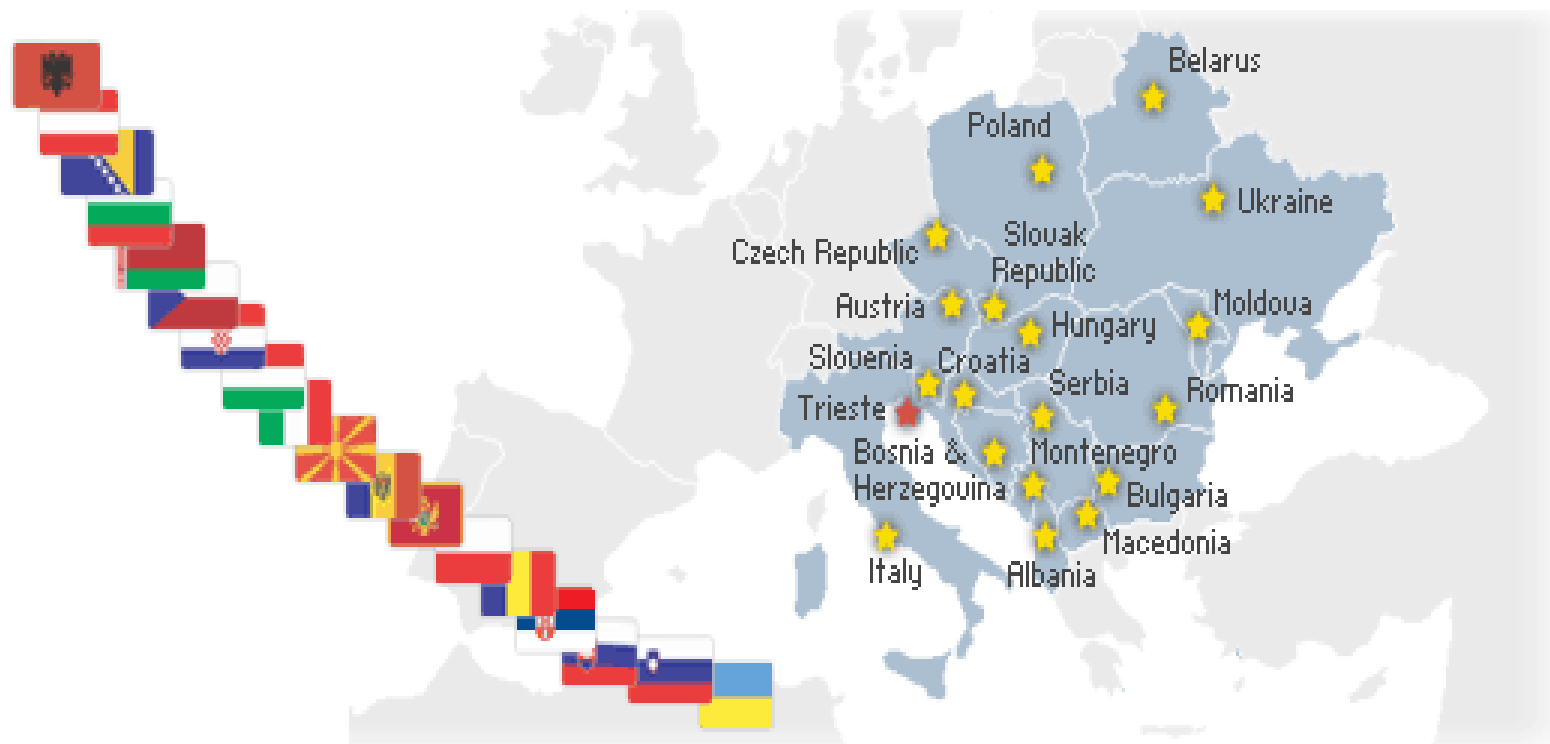 Belarus
Poland
Ukraine
Slovak
Republic
Czech Republic
Austria
Moldova
Hungary
Slovenia
Croatia
Serbia
Romania
Trieste
Bosnia &
Herzegovina
Montenegro
Bulgaria
Macedonia
Italy
Albania